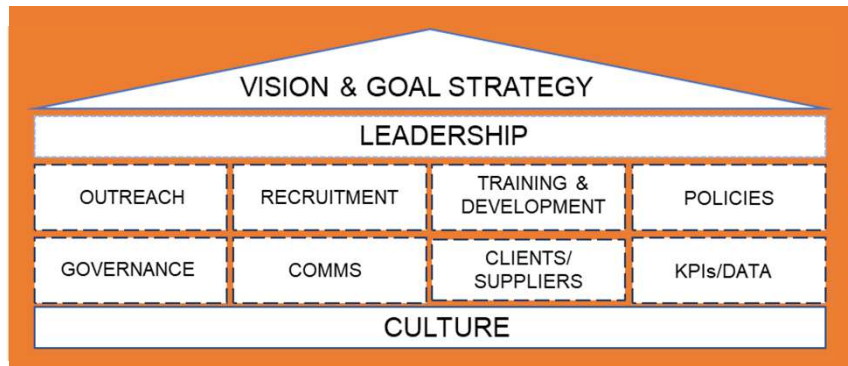 VISION & GOAL STRATEGY
LEADERSHIP
OUTREACH
RECRUITMENT
TRAINING &
DEVELOPMENT
POLICIES
GOVERNANCE
COMMS
CLIENTS/
SUPPLIERS
KPIs/DATA
CULTURE